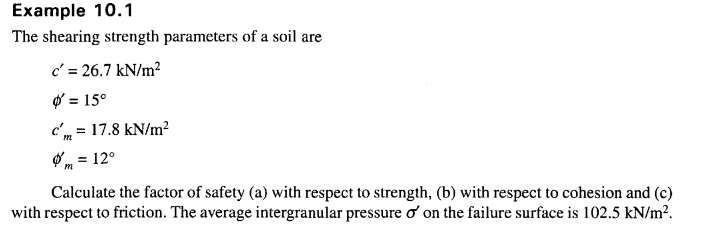 Example 10.1
The shearing strength parameters of a soil are
c′ = 26.7 kN/m²
ϕ′ = 15°
c′ₘ = 17.8 kN/m²
ϕ′ₘ = 12°
Calculate the factor of safety (a) with respect to strength, (b) with respect to cohesion and (c)
with respect to friction. The average intergranular pressure σ′ on the failure surface is 102.5 kN/m².